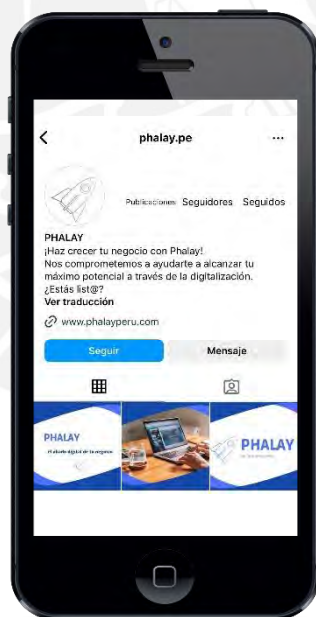 phalay.pe
Publicaciones Seguidores Seguidos
PHALAY
¡Haz crecer tu negocio con Phalay!
Nos comprometemos a ayudarte a alcanzar tu
máximo potencial a través de la digitalización.
¿Estás list@?
Ver traducción
www.phalayperu.com
Seguir Mensaje
PHALAY
PHALAY